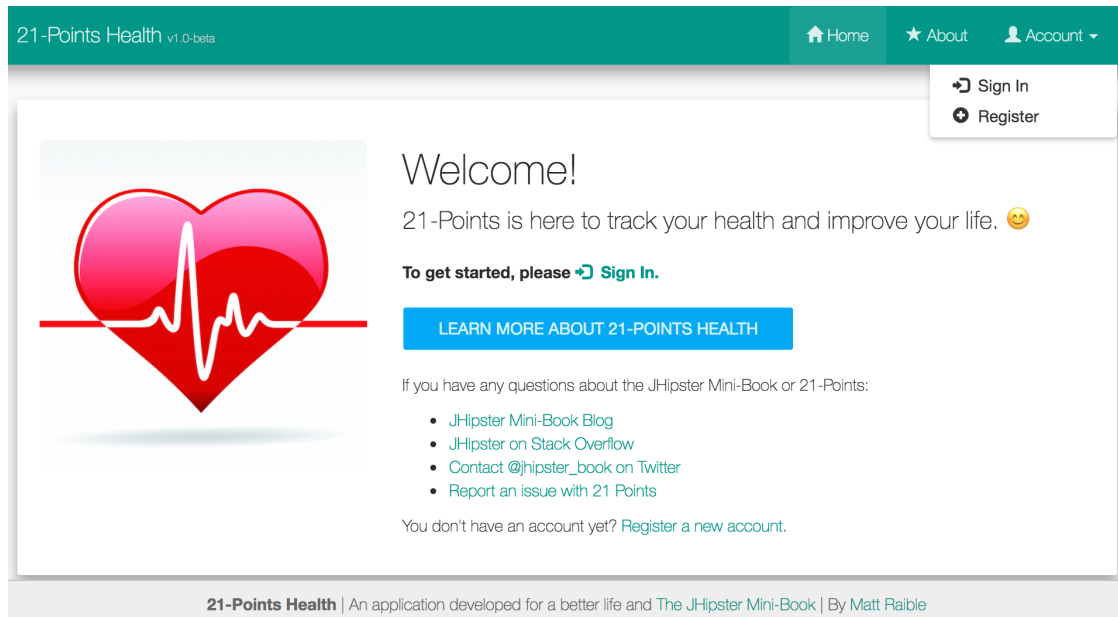 21-Points Health v1.0-beta
Home
About
Account
Sign In
Register
Welcome!
21-Points is here to track your health and improve your life. 😊
To get started, please Sign In.
LEARN MORE ABOUT 21-POINTS HEALTH
If you have any questions about the JHipster Mini-Book or 21-Points:
• JHipster Mini-Book Blog
• JHipster on Stack Overflow
• Contact @jhipster_book on Twitter
• Report an issue with 21 Points
You don't have an account yet? Register a new account.
21-Points Health | An application developed for a better life and The JHipster Mini-Book | By Matt Raible